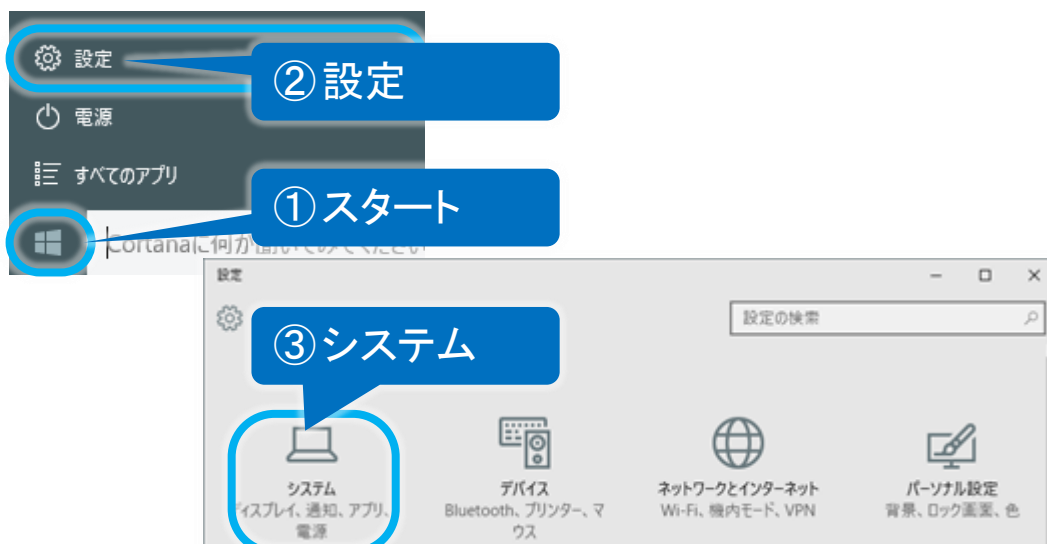 設定
②設定
電源
すべてのアプリ
①スタート
Cortanaに何か聞いてみてください
設定
設定の検索
③システム
システム
ディスプレイ、通知、アプリ、
電源
デバイス
Bluetooth、プリンター、マ
ウス
ネットワークとインターネット
Wi-Fi、機内モード、VPN
パーソナル設定
背景、ロック画面、色